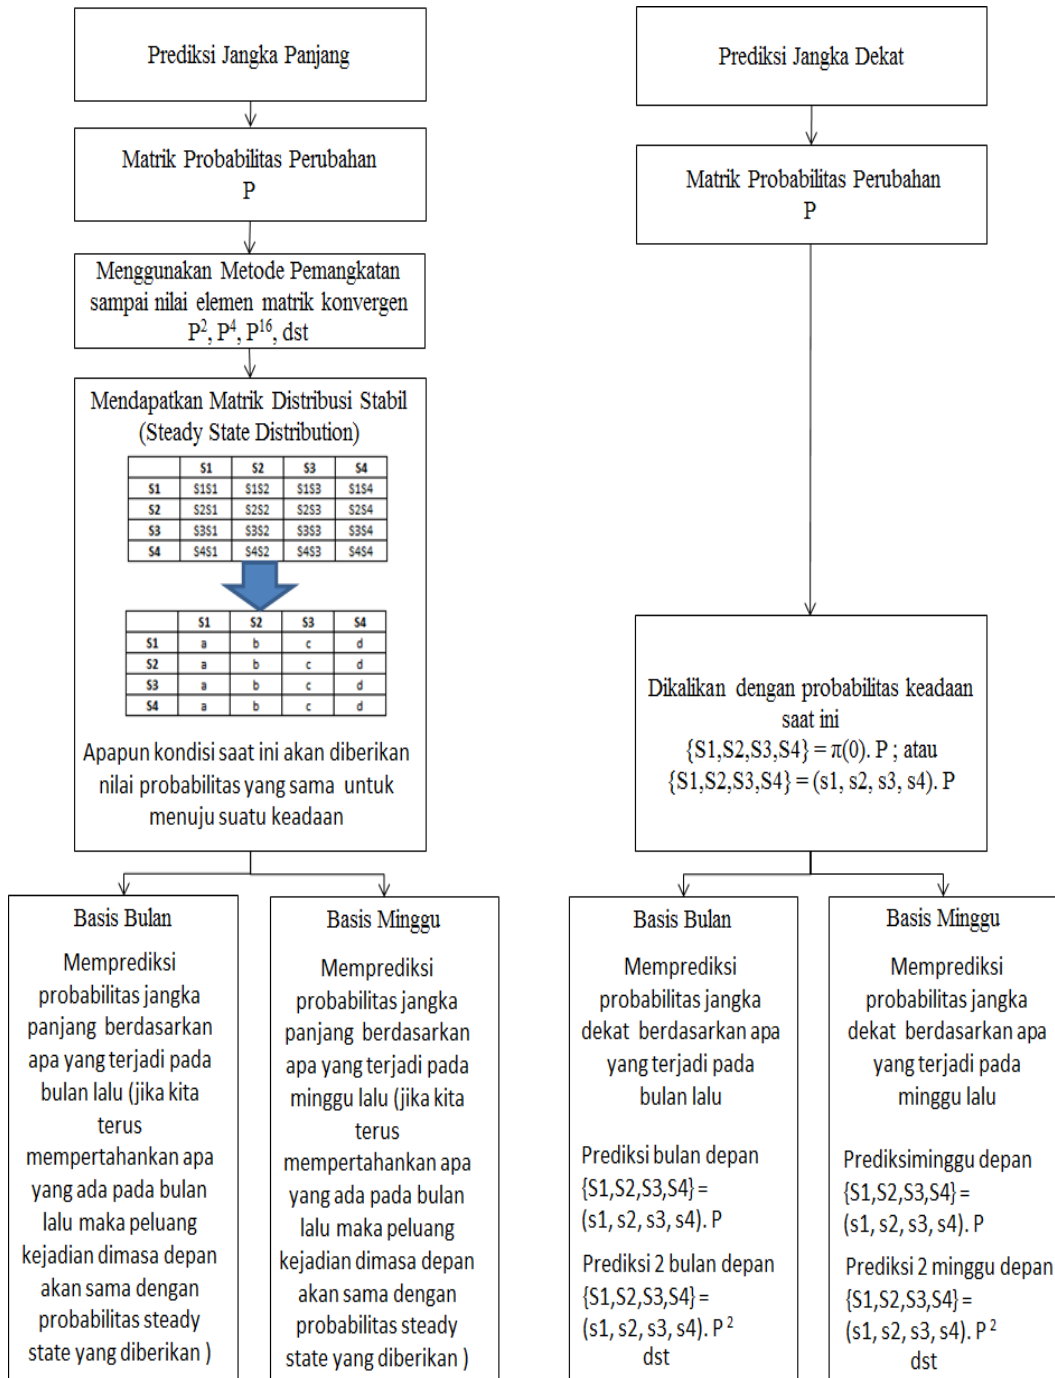 Prediksi Jangka Panjang
Matrik Probabilitas Perubahan
P
Menggunakan Metode Pemangkatan
sampai nilai elemen matrik konvergen
P², P⁴, P¹⁶, dst
Mendapatkan Matrik Distribusi Stabil
(Steady State Distribution)
S1 S2 S3 S4
S1 S1S1 S1S2 S1S3 S1S4
S2 S2S1 S2S2 S2S3 S2S4
S3 S3S1 S3S2 S3S3 S3S4
S4 S4S1 S4S2 S4S3 S4S4
S1 S2 S3 S4
S1 a b c d
S2 a b c d
S3 a b c d
S4 a b c d
Apapun kondisi saat ini akan diberikan
nilai probabilitas yang sama untuk
menuju suatu keadaan
Basis Bulan
Memprediksi
probabilitas jangka
panjang berdasarkan
apa yang terjadi pada
bulan lalu (jika kita
terus
mempertahankan apa
yang ada pada bulan
lalu maka peluang
kejadian dimasa depan
akan sama dengan
probabilitas steady
state yang diberikan )
Basis Minggu
Memprediksi
probabilitas jangka
panjang berdasarkan
apa yang terjadi pada
minggu lalu (jika kita
terus
mempertahankan apa
yang ada pada bulan
lalu maka peluang
kejadian dimasa depan
akan sama dengan
probabilitas steady
state yang diberikan )
Prediksi Jangka Dekat
Matrik Probabilitas Perubahan
P
Dikalikan dengan probabilitas keadaan
saat ini
{S1,S2,S3,S4} = π(0). P ; atau
{S1,S2,S3,S4} = (s1, s2, s3, s4). P
Basis Bulan
Memprediksi
probabilitas jangka
dekat berdasarkan apa
yang terjadi pada
bulan lalu
Prediksi bulan depan
{S1,S2,S3,S4} =
(s1, s2, s3, s4). P
Prediksi 2 bulan depan
{S1,S2,S3,S4} =
(s1, s2, s3, s4). P ²
dst
Basis Minggu
Memprediksi
probabilitas jangka
dekat berdasarkan apa
yang terjadi pada
minggu lalu
Prediksiminggu depan
{S1,S2,S3,S4} =
(s1, s2, s3, s4). P
Prediksi 2 minggu depan
{S1,S2,S3,S4} =
(s1, s2, s3, s4). P ²
dst